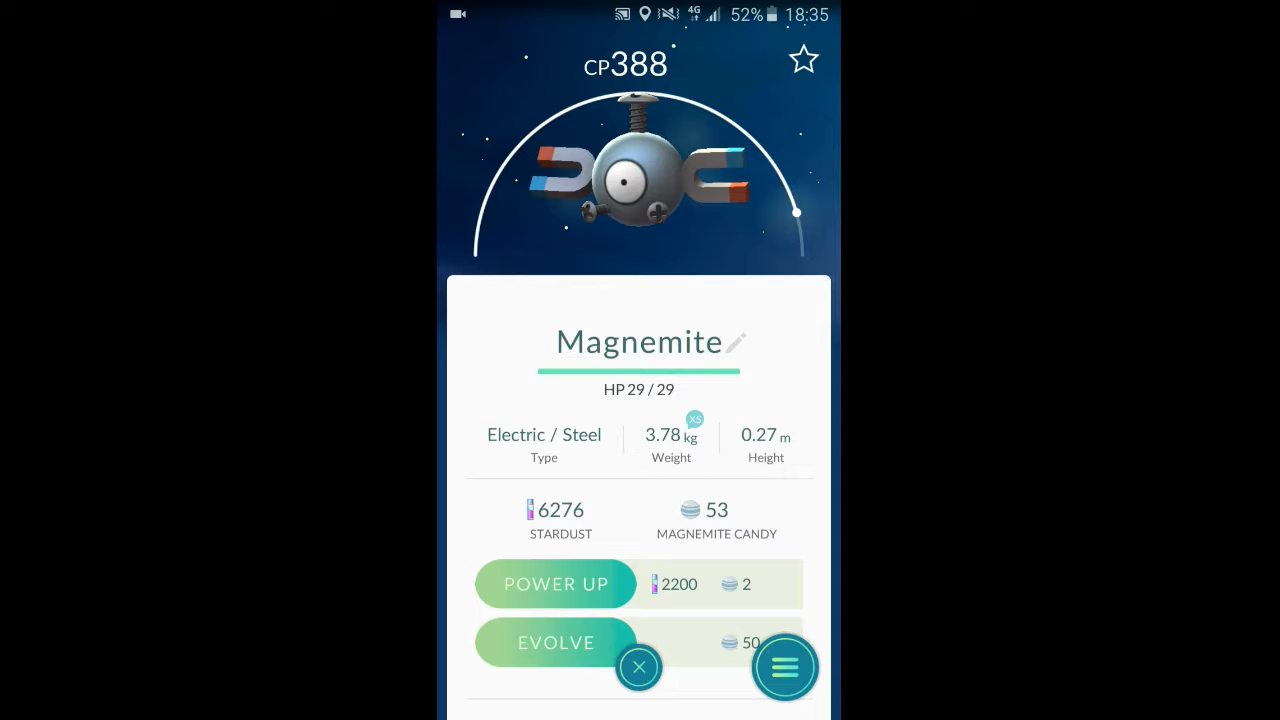 4G 52% 18:35
CP388
Magnemite
HP 29 / 29
XS
Electric / Steel 3.78 kg 0.27 m
Type Weight Height
6276 53
STARDUST MAGNEMITE CANDY
POWER UP 2200 2
EVOLVE 50